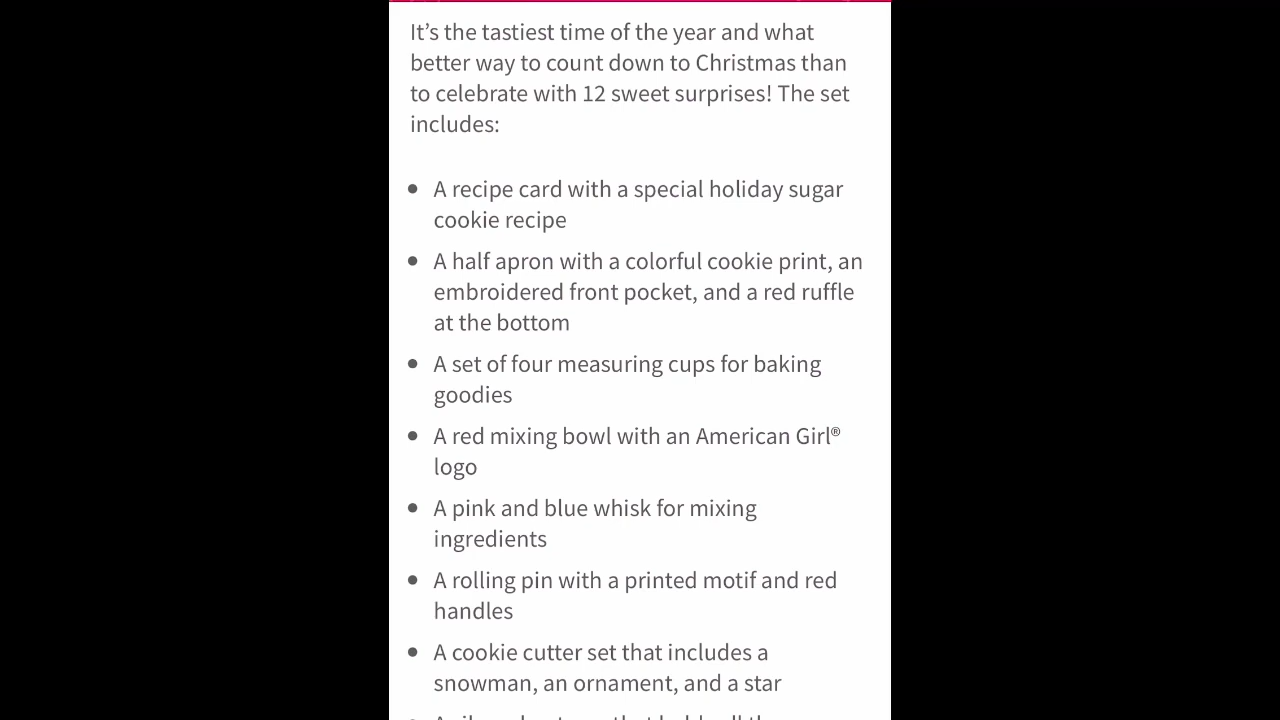 It’s the tastiest time of the year and what
better way to count down to Christmas than
to celebrate with 12 sweet surprises! The set
includes:
A recipe card with a special holiday sugar
cookie recipe
A half apron with a colorful cookie print, an
embroidered front pocket, and a red ruffle
at the bottom
A set of four measuring cups for baking
goodies
A red mixing bowl with an American Girl®
logo
A pink and blue whisk for mixing
ingredients
A rolling pin with a printed motif and red
handles
A cookie cutter set that includes a
snowman, an ornament, and a star